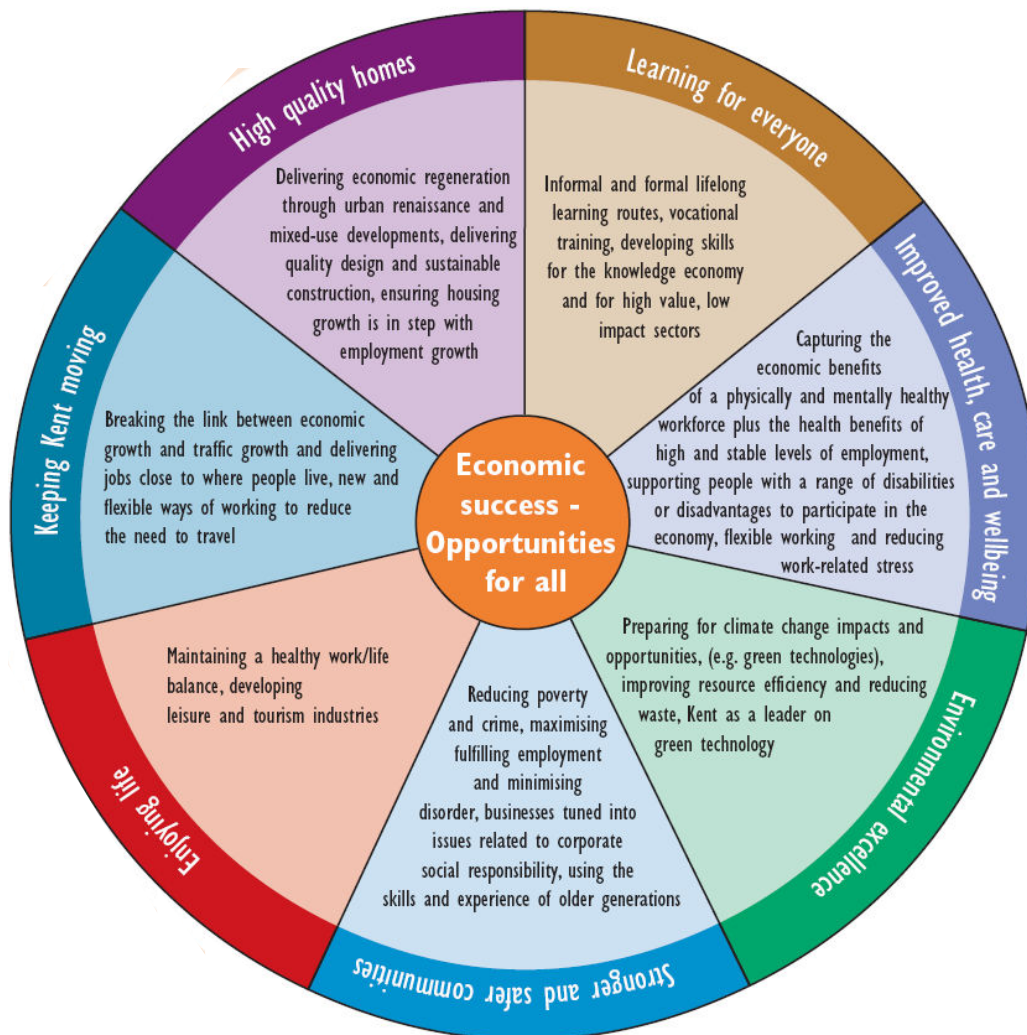 High quality homes
Delivering economic regeneration
through urban renaissance and
mixed-use developments, delivering
quality design and sustainable
construction, ensuring housing
growth is in step with
employment growth
Learning for everyone
Informal and formal lifelong
learning routes, vocational
training, developing skills
for the knowledge economy
and for high value, low
impact sectors
Improved health, care and wellbeing
Capturing the
economic benefits
of a physically and mentally healthy
workforce plus the health benefits of
high and stable levels of employment,
supporting people with a range of disabilities
or disadvantages to participate in the
economy, flexible working and reducing
work-related stress
Environmental excellence
Preparing for climate change impacts and
opportunities, (e.g. green technologies),
improving resource efficiency and reducing
waste, Kent as a leader on
green technology
Stronger and safer communities
Reducing poverty
and crime, maximising
fulfilling employment
and minimising
disorder, businesses tuned into
issues related to corporate
social responsibility, using the
skills and experience of older generations
Enjoying life
Maintaining a healthy work/life
balance, developing
leisure and tourism industries
Keeping Kent moving
Breaking the link between economic
growth and traffic growth and delivering
jobs close to where people live, new and
flexible ways of working to reduce
the need to travel
Economic
success -
Opportunities
for all